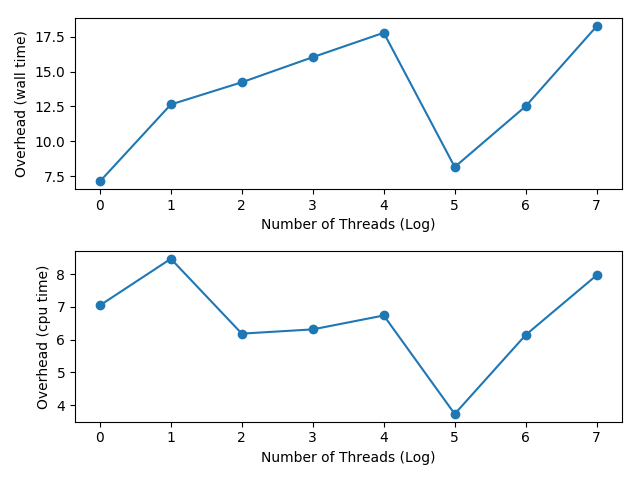 Overhead (wall time)
17.5
15.0
12.5
10.0
7.5
0 1 2 3 4 5 6 7
Number of Threads (Log)
Overhead (cpu time)
8
7
6
5
4
0 1 2 3 4 5 6 7
Number of Threads (Log)